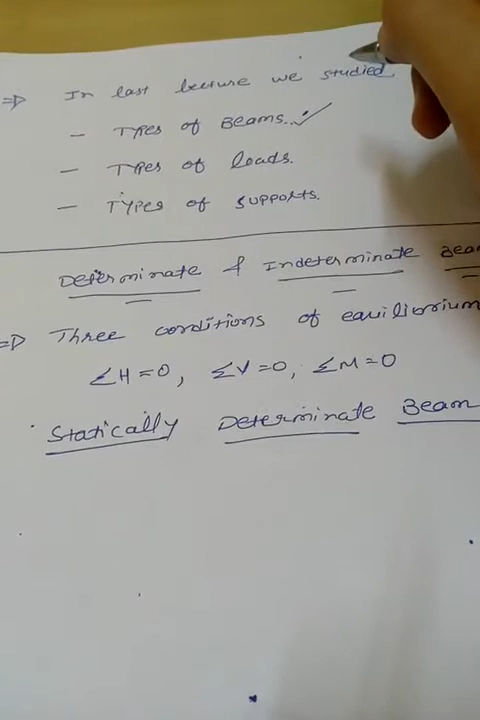 ⇒ In last lecture we studied
- Types of Beams.. ✓
- Types of loads.
- Types of supports.
Determinate & Indeterminate Beam
⇒ Three conditions of equilibrium
ΣH=0, ΣV=0, ΣM=0
Statically Determinate Beam